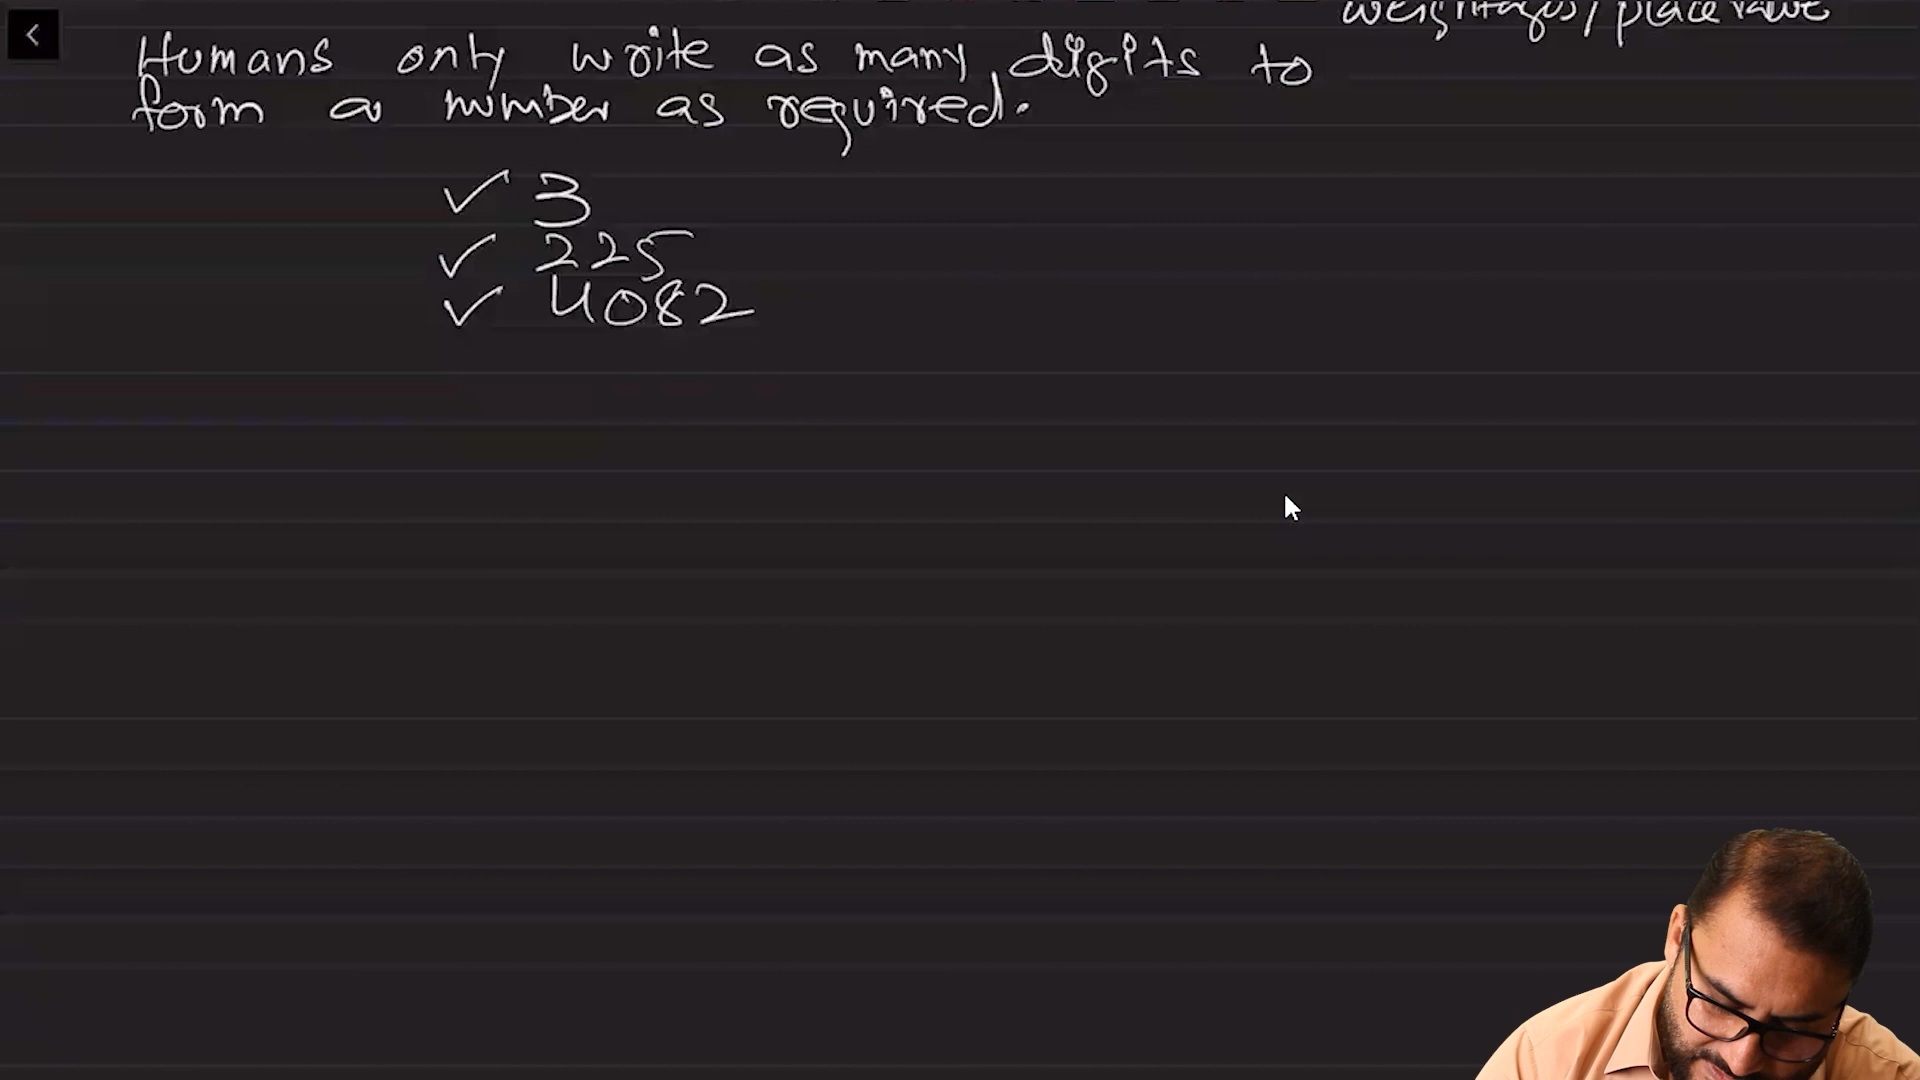 weightages/place value
Humans only write as many digits to
form a number as required.
✓ 3
✓ 225
✓ 4082